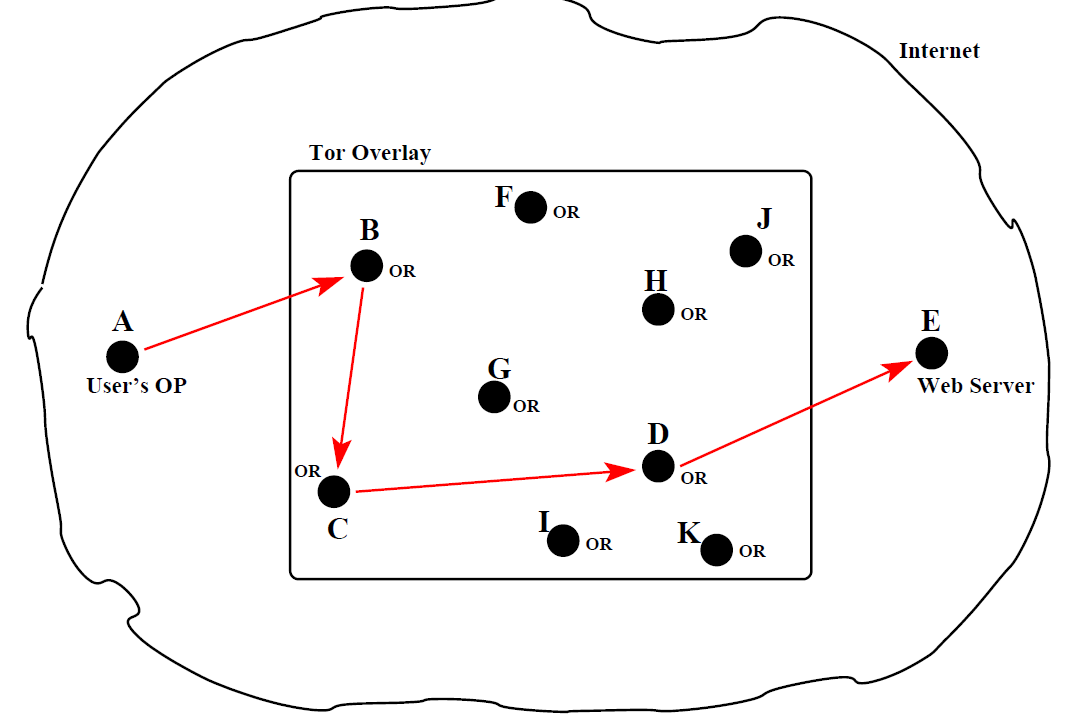 Internet
Tor Overlay
F
OR
B
OR
J
OR
H
OR
A
User's OP
E
Web Server
G
OR
D
OR
OR
C
I
OR
K
OR